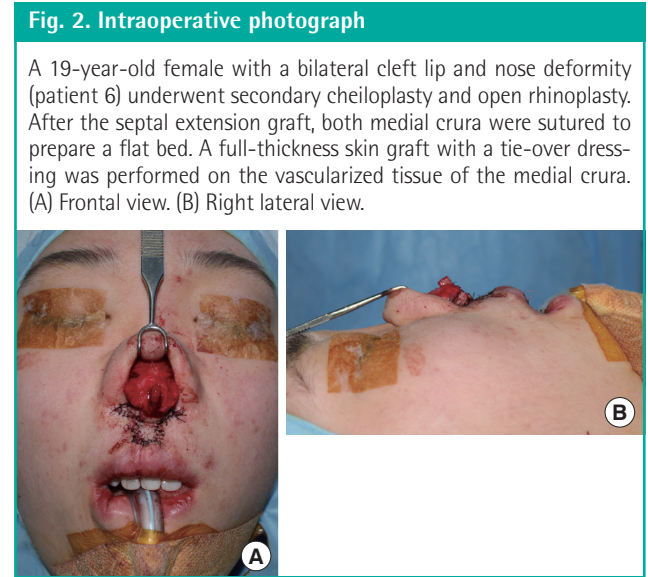 Fig. 2. Intraoperative photograph
A 19-year-old female with a bilateral cleft lip and nose deformity
(patient 6) underwent secondary cheiloplasty and open rhinoplasty.
After the septal extension graft, both medial crura were sutured to
prepare a flat bed. A full-thickness skin graft with a tie-over dress-
ing was performed on the vascularized tissue of the medial crura.
(A) Frontal view. (B) Right lateral view.
B
A